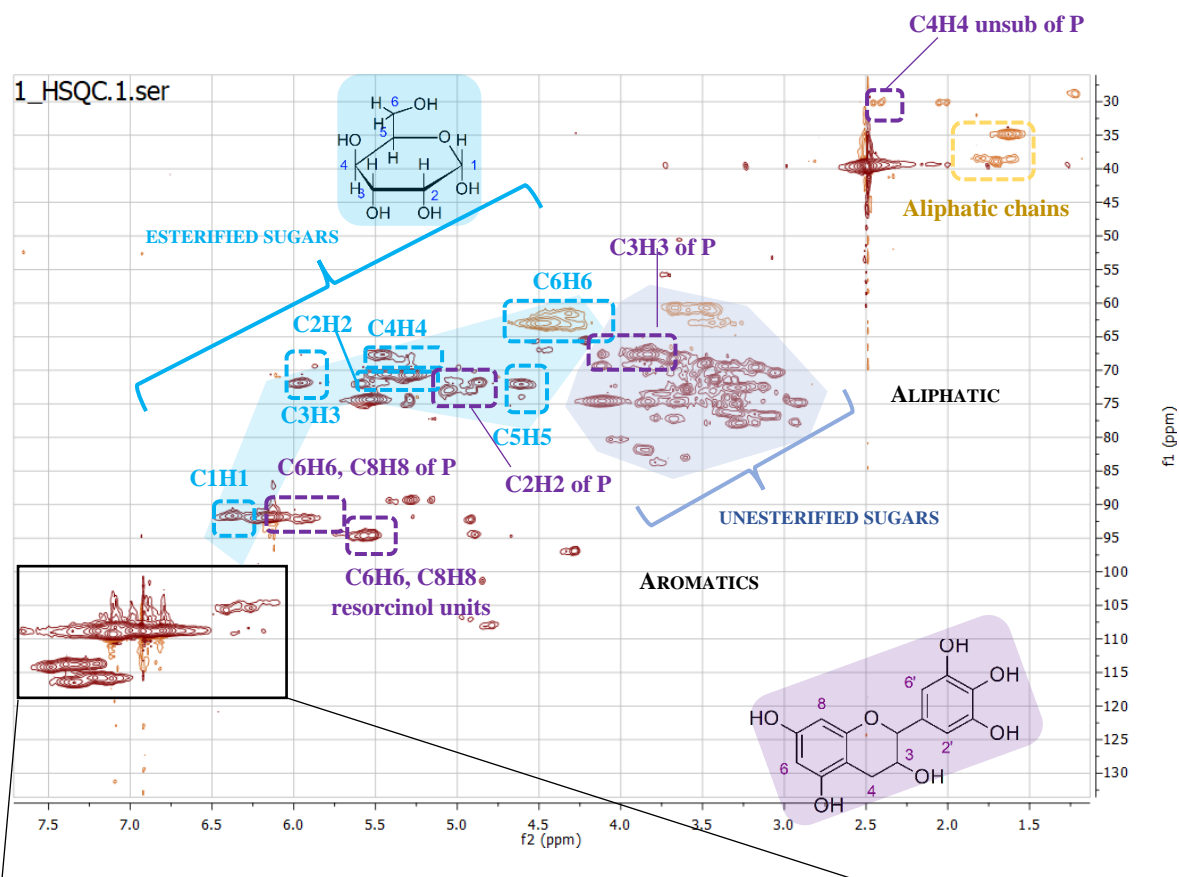 C4H4 unsub of P
1_HSQC.1.ser
H 6 OH
H
5 O H
HO H
4 H H 1
H 3 2 OH
OH OH
ESTERIFIED SUGARS
Aliphatic chains
C3H3 of P
C6H6
C2H2
C4H4
ALIPHATIC
C3H3
C5H5
C1H1
C6H6, C8H8 of P
C2H2 of P
UNESTERIFIED SUGARS
C6H6, C8H8
resorcinol units
AROMATICS
OH
6' OH
HO 8 O
OH
2'
6 3
OH
4
OH
30
35
40
45
50
55
60
65
70
75
80
85
90
95
100
105
110
115
120
125
130
f1 (ppm)
7.5 7.0 6.5 6.0 5.5 5.0 4.5 4.0 3.5 3.0 2.5 2.0 1.5
f2 (ppm)